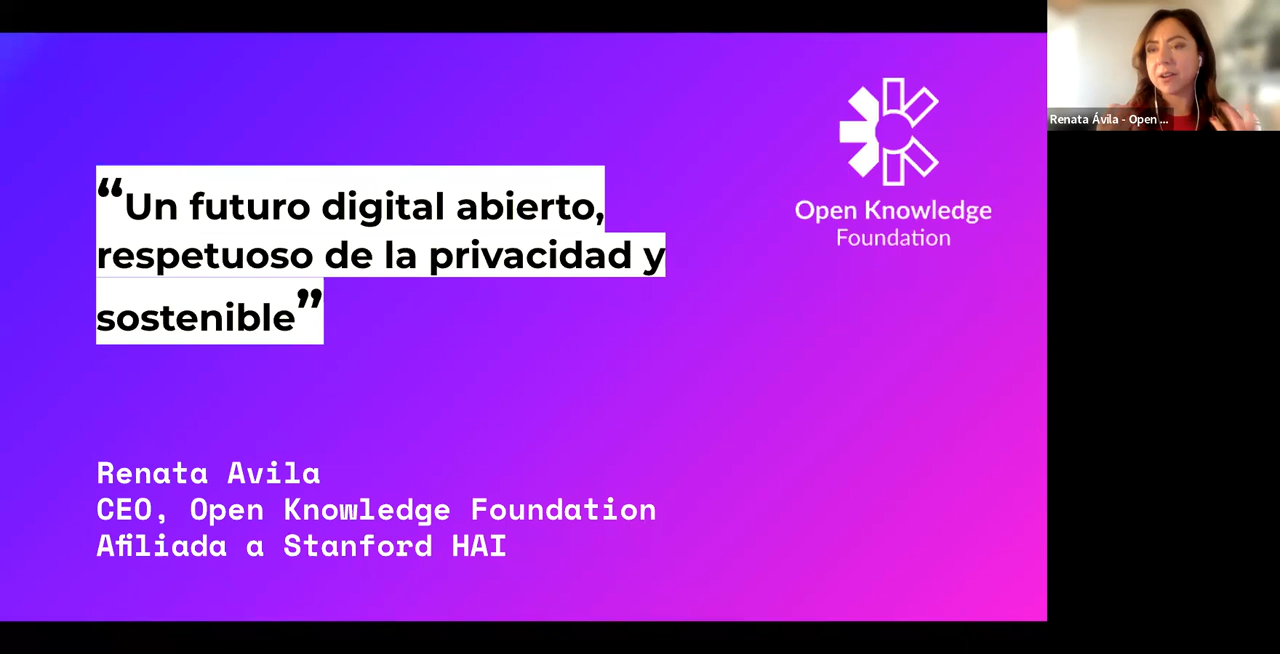 “Un futuro digital abierto,
respetuoso de la privacidad y
sostenible”
Open Knowledge
Foundation
Renata Avila
CEO, Open Knowledge Foundation
Afiliada a Stanford HAI
Renata Ávila - Open ...